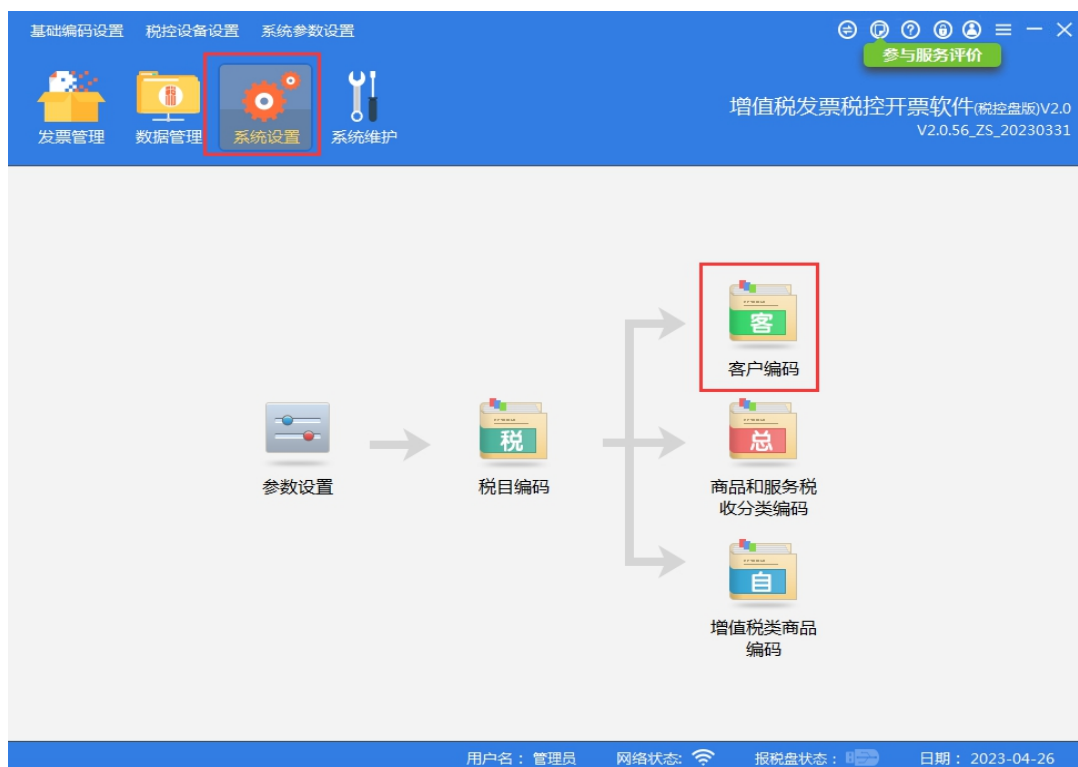 基础编码设置 税控设备设置 系统参数设置
参与服务评价
发票管理 数据管理 系统设置 系统维护
增值税发票税控开票软件(税控盘版)V2.0
V2.0.56_ZS_20230331
客
客户编码
税
总
参数设置
税目编码
商品和服务税
收分类编码
自
增值税类商品
编码
用户名：管理员 网络状态: 报税盘状态： 日期：2023-04-26